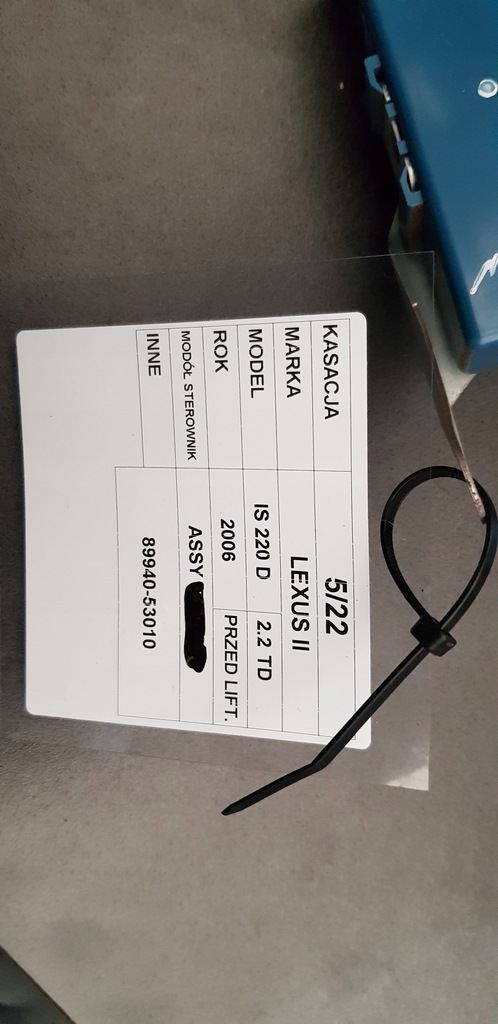 KASACJA 5/22
MARKA LEXUS II
MODEL IS 220 D 2.2 TD
ROK 2006 PRZED LIFT.
MODÓŁ STEROWNIK ASSY
INNE 89940-53010